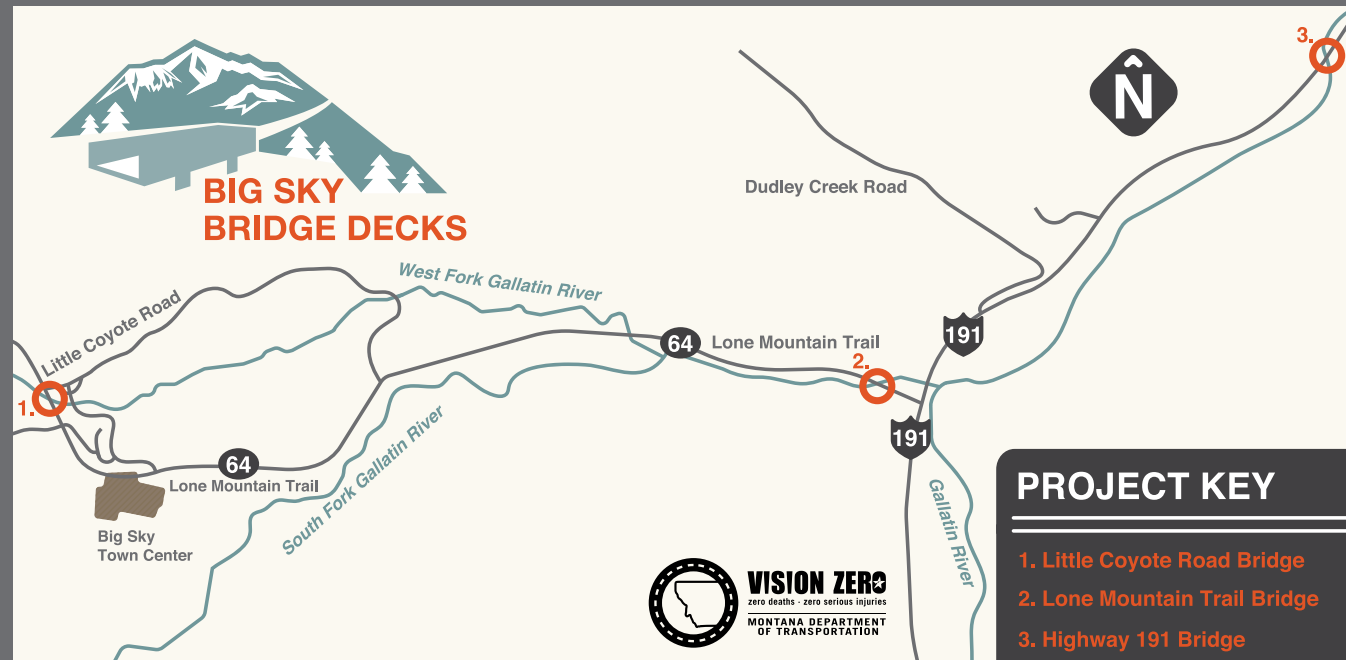 BIG SKY
BRIDGE DECKS
3.
N
Dudley Creek Road
West Fork Gallatin River
Little Coyote Road
64
Lone Mountain Trail
191
2.
1.
191
64
Lone Mountain Trail
South Fork Gallatin River
Gallatin River
Big Sky
Town Center
VISION ZERO
zero deaths - zero serious injuries
MONTANA DEPARTMENT
OF TRANSPORTATION
PROJECT KEY
1. Little Coyote Road Bridge
2. Lone Mountain Trail Bridge
3. Highway 191 Bridge